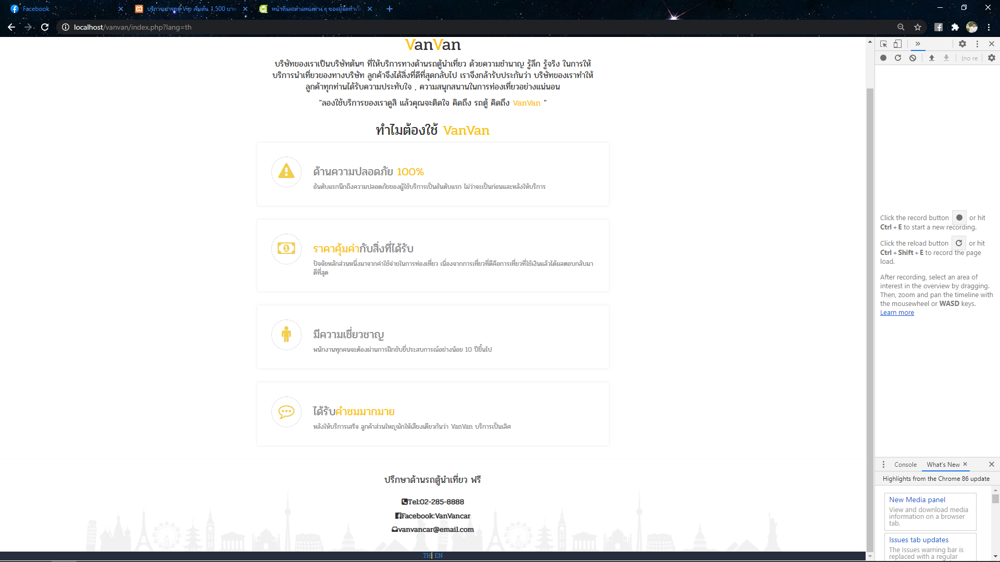 Facebook
บริการเช่ารถตู้ Vip เริ่มต้น 1,500 บาท
หน้าที่และตำแหน่งต่าง ๆ ของผู้จัดทำเว็บ
localhost/vanvan/index.php?lang=th
VanVan
บริษัทของเราเป็นบริษัทต้นๆ ที่ให้บริการทางด้านรถตู้นำเที่ยว ด้วยความชำนาญ รู้ลึก รู้จริง ในการให้
บริการนำเที่ยวของทางบริษัท ลูกค้าจึงได้สิ่งที่ดีที่สุดกลับไป เราจึงกล้ารับประกันว่า บริษัทของเราทำให้
ลูกค้าทุกท่านได้รับความประทับใจ , ความสนุกสนานในการท่องเที่ยวอย่างแน่นอน
"ลองใช้บริการของเราดูสิ แล้วคุณจะติดใจ คิดถึง รถตู้ คิดถึง VanVan "
ทำไมต้องใช้ VanVan
ด้านความปลอดภัย 100%
อันดับแรกนึกถึงความปลอดภัยของผู้ใช้บริการเป็นอันดับแรก ไม่ว่าจะเป็นก่อนและหลังให้บริการ
ราคาคุ้มค่ากับสิ่งที่ได้รับ
ปัจจัยหลักส่วนหนึ่งมาจากค่าใช้จ่ายในการท่องเที่ยว เนื่องจากการเที่ยวที่ดีคือการเที่ยวที่ใช้เงินแล้วได้ผลตอบกลับมา
ดีที่สุด
มีความเชี่ยวชาญ
พนักงานทุกคนจะต้องผ่านการฝึกขับขี่ประสบการณ์อย่างน้อย 10 ปีขึ้นไป
ได้รับคำชมมากมาย
หลังให้บริการเสร็จ ลูกค้าส่วนใหญ่มักให้เสียงเดียวกันว่า VanVan บริการเป็นเลิศ
ปรึกษาด้านรถตู้นำเที่ยว ฟรี
Tel:02-285-8888
Facebook:VanVancar
vanvancar@email.com
TH| EN
(no re
Click the record button or hit
Ctrl + E to start a new recording.
Click the reload button or hit
Ctrl + Shift + E to record the page
load.
After recording, select an area of
interest in the overview by dragging.
Then, zoom and pan the timeline with
the mousewheel or WASD keys.
Learn more
Console What's New
Highlights from the Chrome 86 update
New Media panel
View and download media
information on a browser
tab.
Issues tab updates
The Issues warning bar is
replaced with a regular